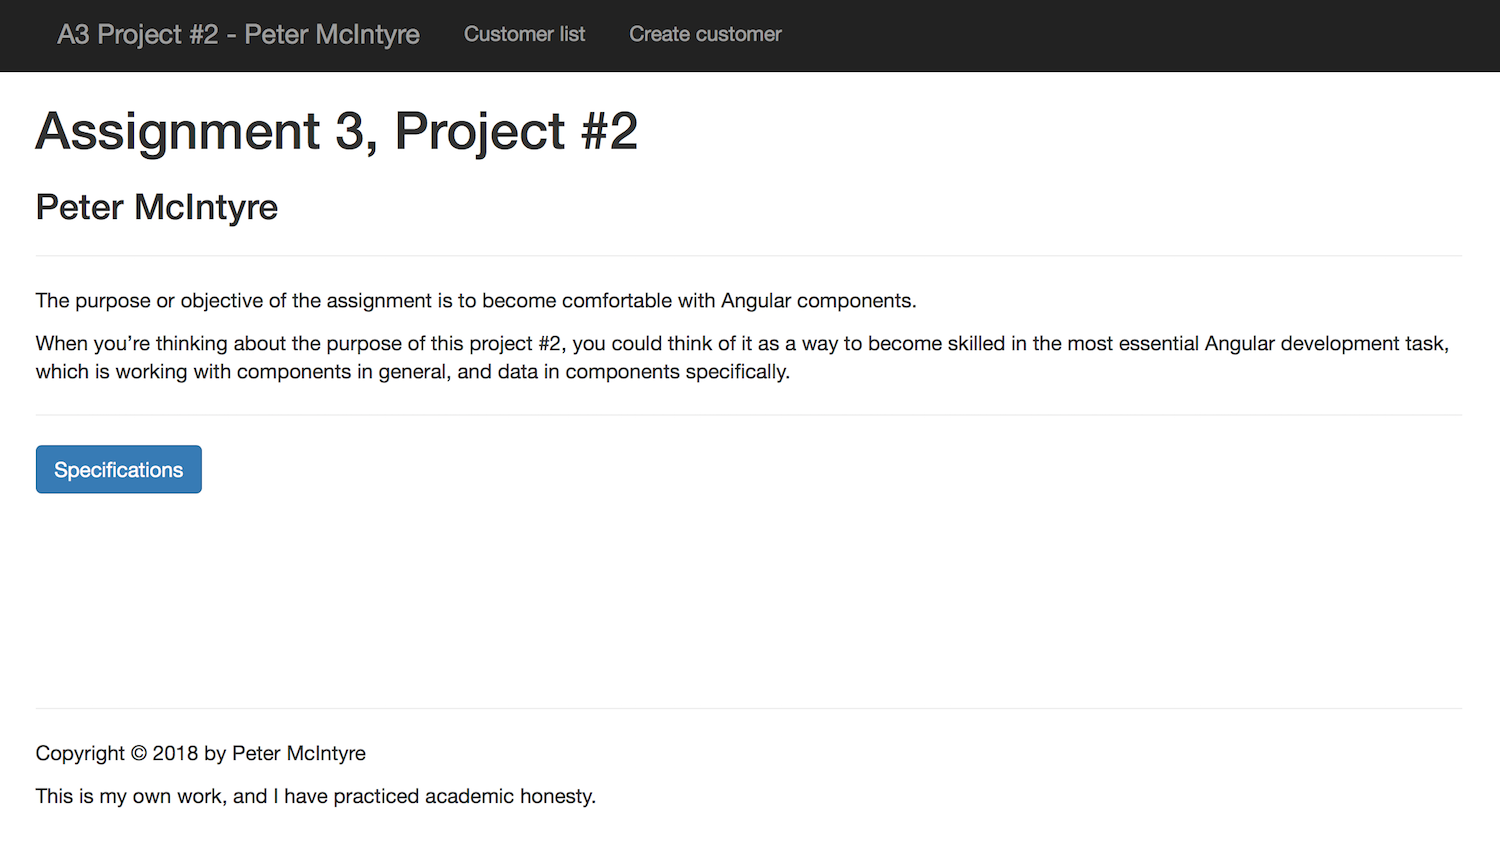 A3 Project #2 - Peter McIntyre Customer list Create customer
Assignment 3, Project #2
Peter McIntyre
The purpose or objective of the assignment is to become comfortable with Angular components.
When you’re thinking about the purpose of this project #2, you could think of it as a way to become skilled in the most essential Angular development task,
which is working with components in general, and data in components specifically.
Specifications
Copyright © 2018 by Peter McIntyre
This is my own work, and I have practiced academic honesty.